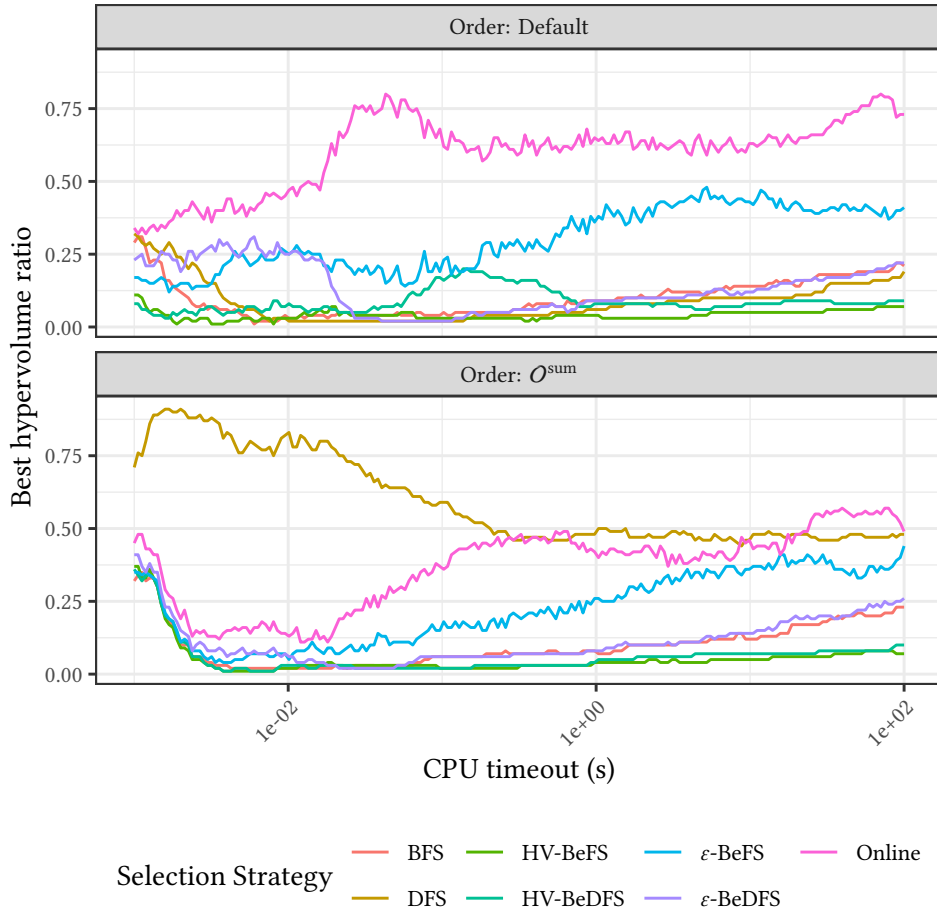 Order: Default
0.75
0.50
0.25
0.00
Best hypervolume ratio
Order: O^sum
0.75
0.50
0.25
0.00
1e-02
1e+00
1e+02
CPU timeout (s)
Selection Strategy
BFS
HV-BeFS
ε-BeFS
Online
DFS
HV-BeDFS
ε-BeDFS